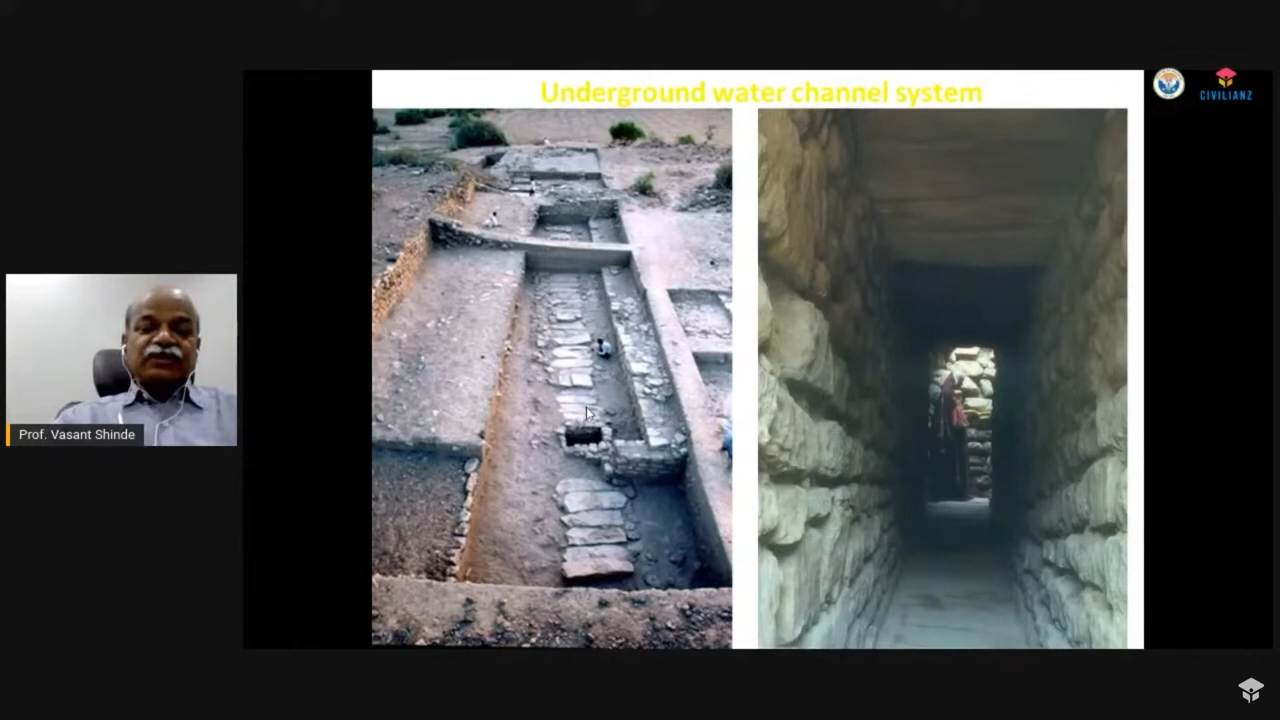 Underground water channel system
CIVILIANZ
Prof. Vasant Shinde